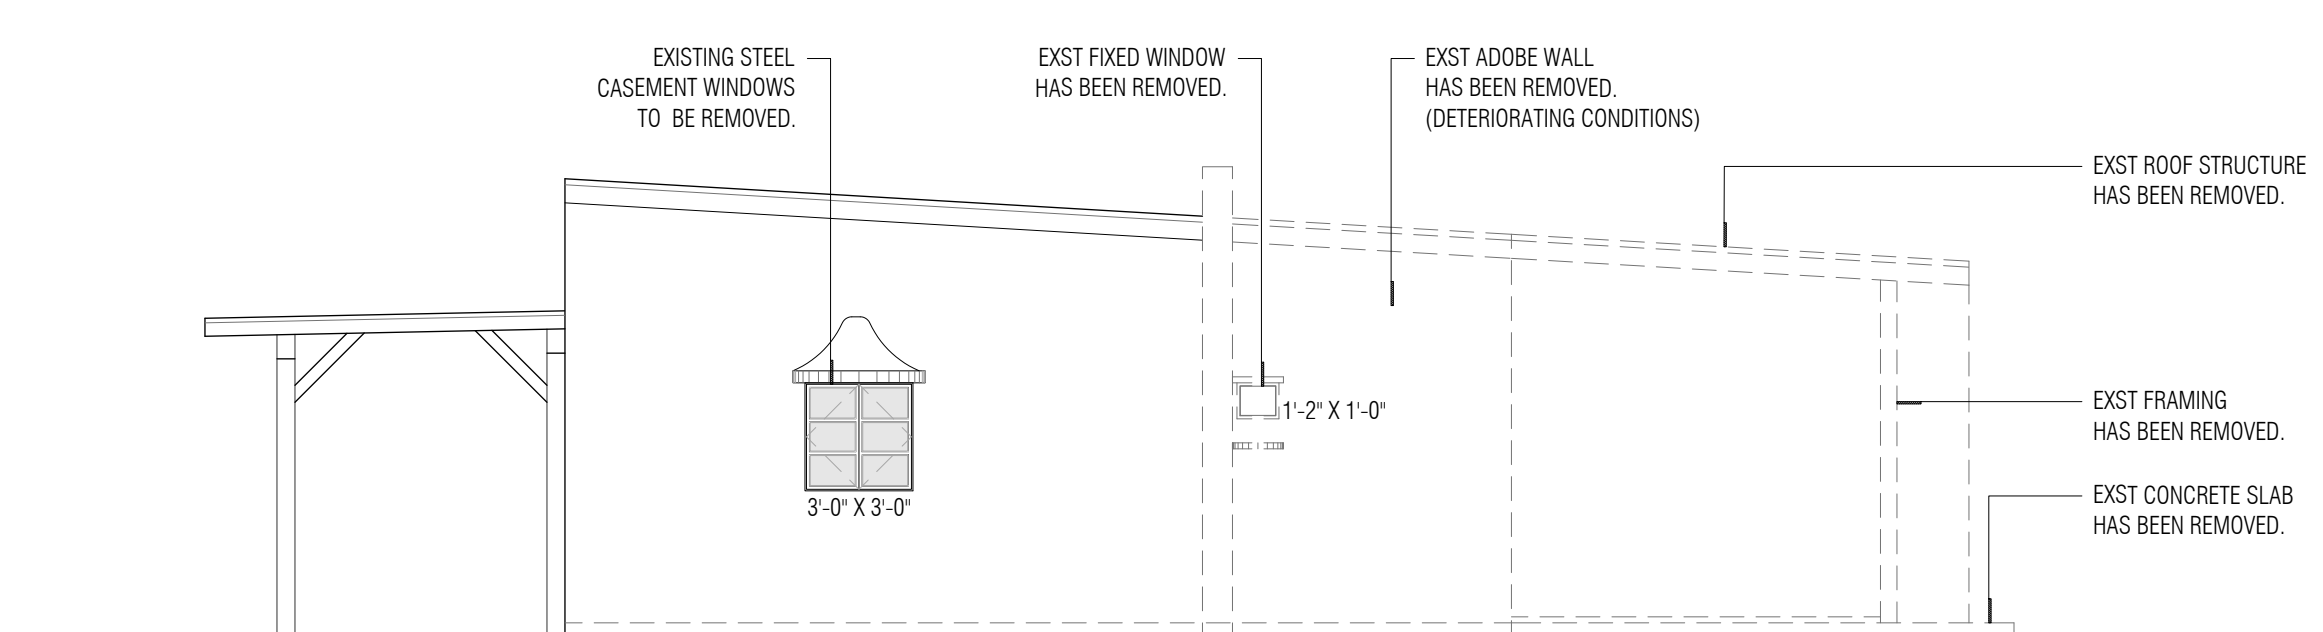 EXISTING STEEL
CASEMENT WINDOWS
TO BE REMOVED.
EXST FIXED WINDOW
HAS BEEN REMOVED.
EXST ADOBE WALL
HAS BEEN REMOVED.
(DETERIORATING CONDITIONS)
EXST ROOF STRUCTURE
HAS BEEN REMOVED.
EXST FRAMING
HAS BEEN REMOVED.
1'-2" X 1'-0"
EXST CONCRETE SLAB
HAS BEEN REMOVED.
3'-0" X 3'-0"